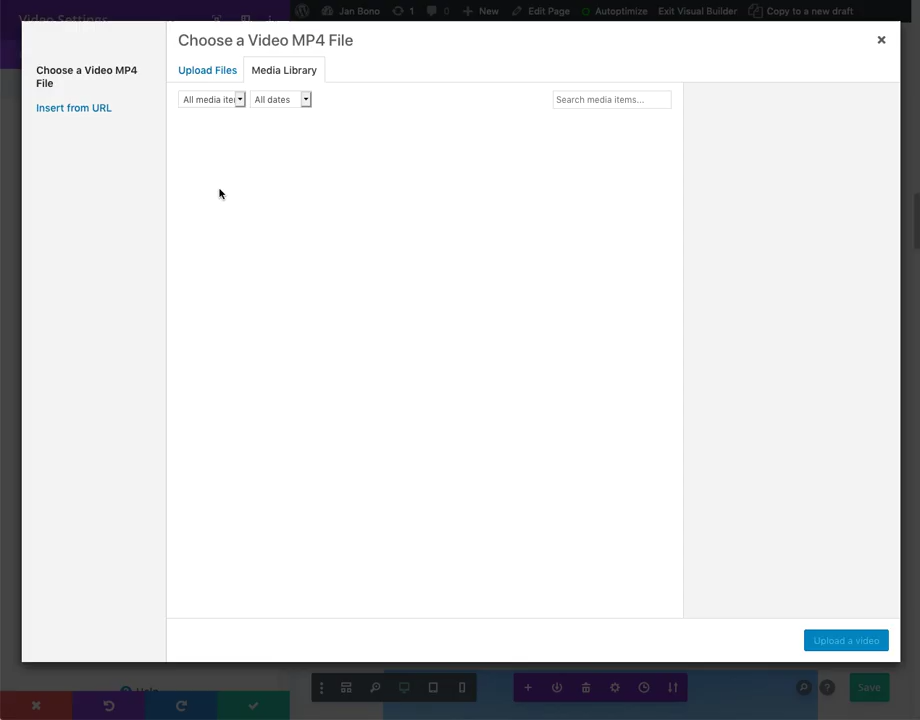 Video Settings
Jan Bono
1
0
New
Edit Page
Autoptimize
Exit Visual Builder
Copy to a new draft
Choose a Video MP4 File
Choose a Video MP4
File
Insert from URL
Upload Files
Media Library
All media iter
All dates
Search media items...
Upload a video
Help
Save